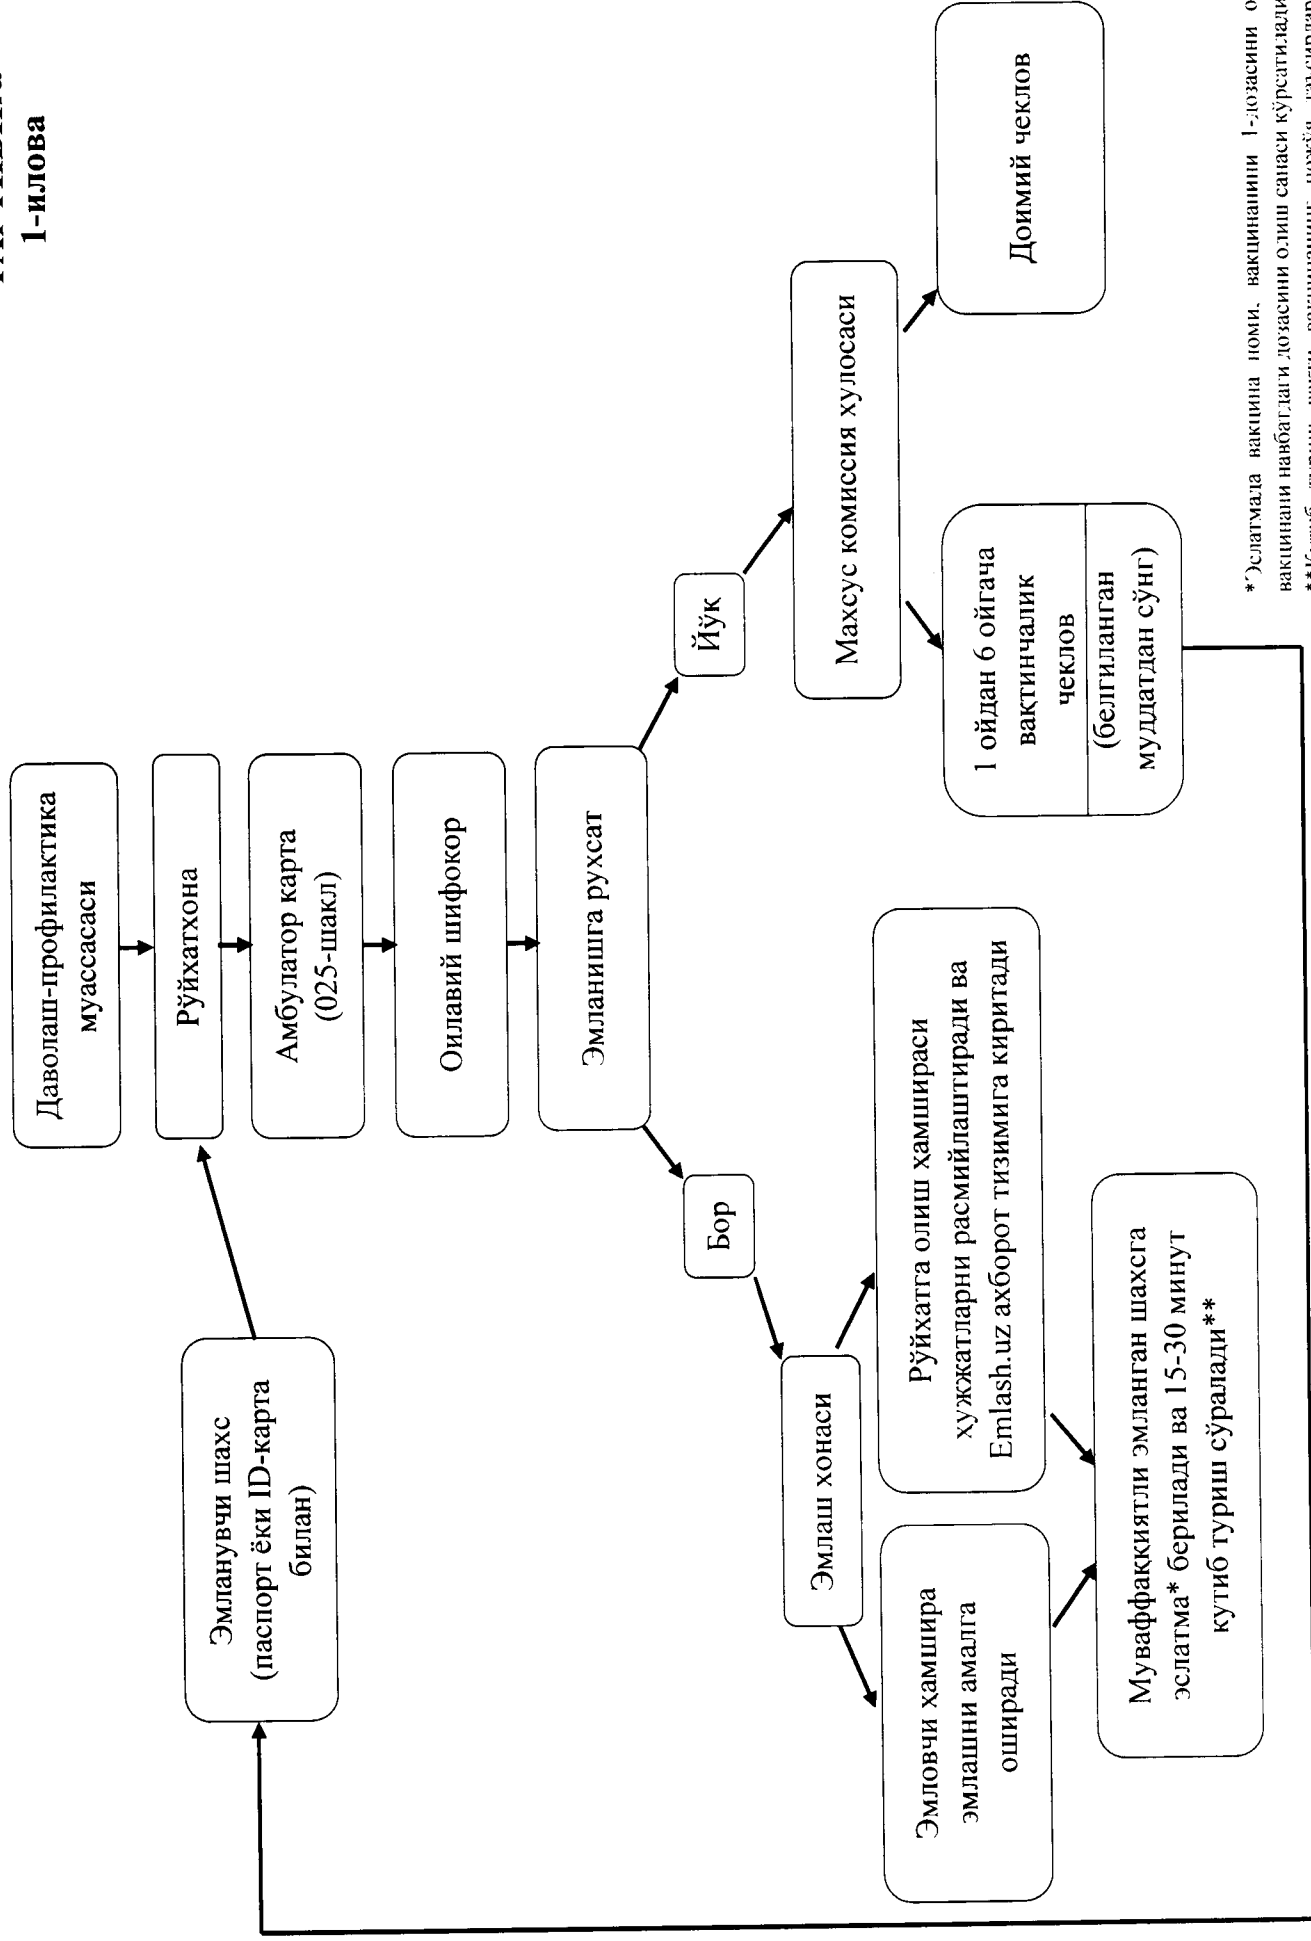 1-илова
Даволаш-профилактика
муассасаси
Эмланувчи шахс
(паспорт ёки ID-карта
билан)
Рўйхатхона
Амбулатор карта
(025-шакл)
Оилавий шифокор
Эмланишга рухсат
Бор
Йўк
Эмлаш хонаси
Махсус комиссия хулосаси
Эмловчи ҳамшира
эмлашни амалга
оширади
Рўйхатга олиш ҳамшираси
ҳужжатларни расмийлаштиради ва
Emlash.uz ахборот тизимига киритади
1 ойдан 6 ойгача
вақтинчалик
чеклов
(белгиланган
муддатдан сўнг)
Доимий чеклов
Муваффақиятли эмланган шахсга
эслатма* берилади ва 15-30 минут
кутиб туриш сўралади**
*Эслатмада вакцина номи, вакцинанинг 1-дозасини
вакцинани навбатдаги дозасини олиш санаси кўрсатилади